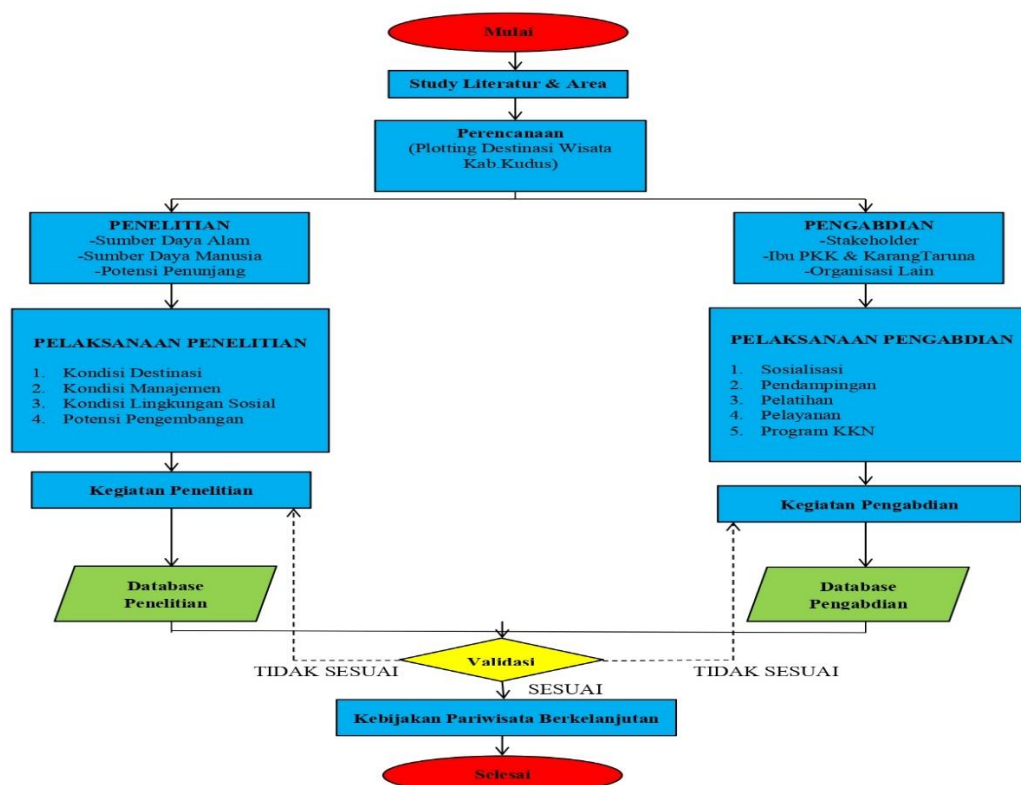 Mulai
Study Literatur & Area
Perencanaan
(Plotting Destinasi Wisata
Kab.Kudus)
PENELITIAN
-Sumber Daya Alam
-Sumber Daya Manusia
-Potensi Penunjang
PENGABDIAN
-Stakeholder
-Ibu PKK & KarangTaruna
-Organisasi Lain
PELAKSANAAN PENELITIAN
1. Kondisi Destinasi
2. Kondisi Manajemen
3. Kondisi Lingkungan Sosial
4. Potensi Pengembangan
PELAKSANAAN PENGABDIAN
1. Sosialisasi
2. Pendampingan
3. Pelatihan
4. Pelayanan
5. Program KKN
Kegiatan Penelitian
Kegiatan Pengabdian
Database
Penelitian
Database
Pengabdian
Validasi
TIDAK SESUAI
TIDAK SESUAI
SESUAI
Kebijakan Pariwisata Berkelanjutan
Selesai